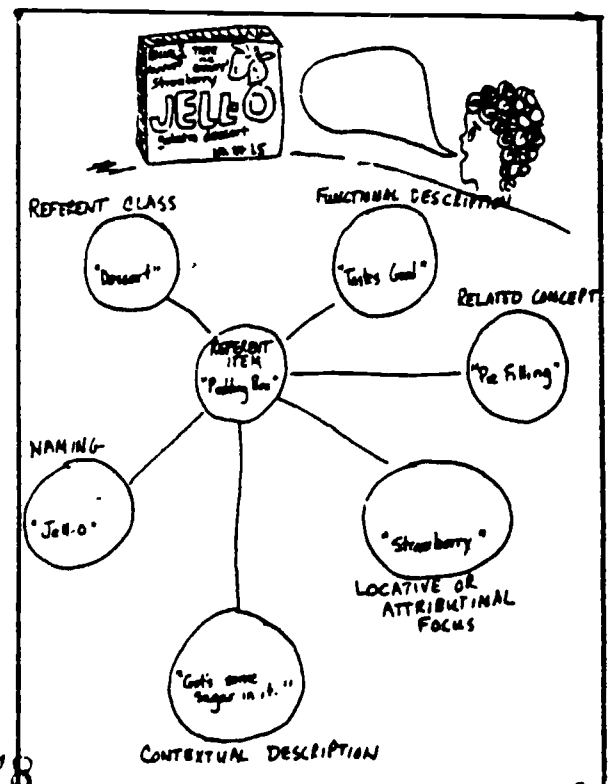 Strawberry
JELL-O
REFERENT CLASS
FUNCTIONAL DESCRIPTION
"Dessert"
"Tastes Good"
RELATED CONCEPT
REFERENT
ITEM
"Pudding Box"
"Pie Filling"
NAMING
"Jell-O"
"Strawberry"
LOCATIVE OR
ATTRIBUTINAL
FOCUS
"Got's some
sugar in it."
CONTEXTUAL DESCRIPTION